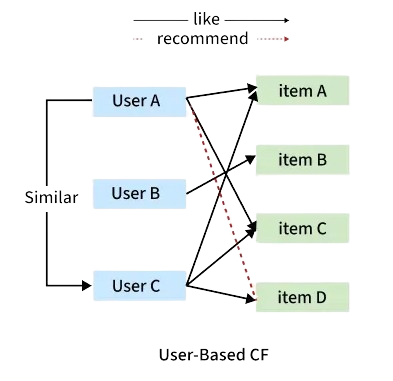 like
recommend
User A
item A
User B
item B
Similar
User C
item C
item D
User-Based CF